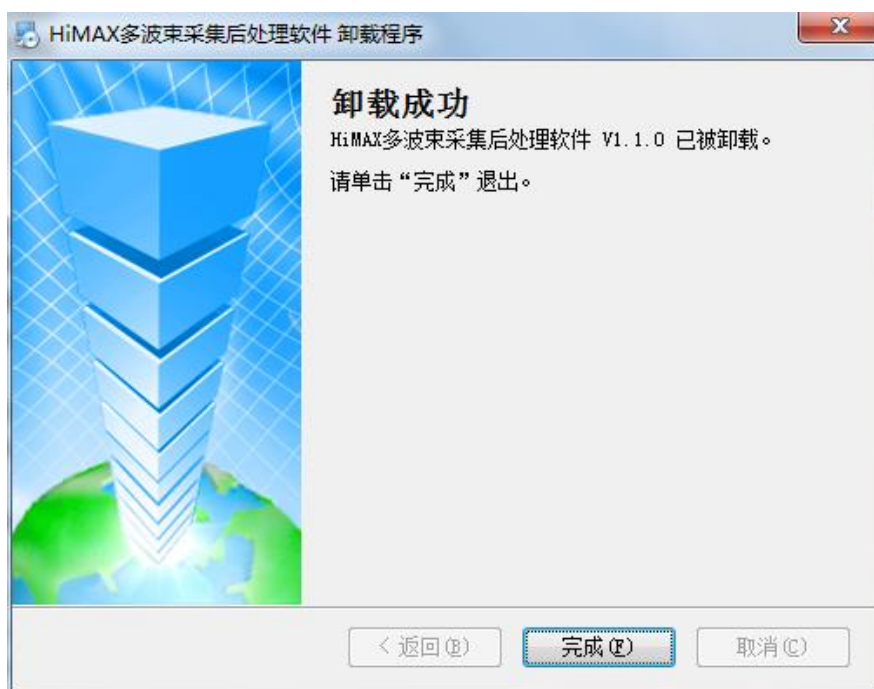 HiMAX多波束采集后处理软件 卸载程序
卸载成功
HiMAX多波束采集后处理软件 V1.1.0 已被卸载。
请单击“完成”退出。
< 返回(B)
完成(F)
取消(C)